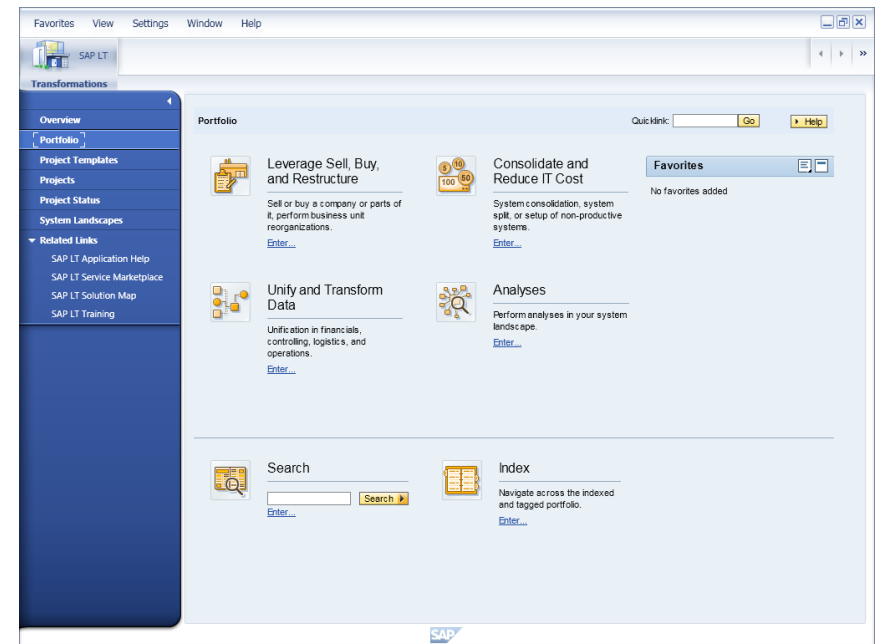 Favorites View Settings Window Help
SAP LT
Transformations
Overview
Portfolio
Project Templates
Projects
Project Status
System Landscapes
Related Links
SAP LT Application Help
SAP LT Service Marketplace
SAP LT Solution Map
SAP LT Training
Portfolio
Quicklink: Go Help
Leverage Sell, Buy,
and Restructure
Sell or buy a company or parts of
it, perform business unit
reorganizations.
Enter...
5 10
100 50
Consolidate and
Reduce IT Cost
System consolidation, system
split, or setup of non-productive
systems.
Enter...
Favorites
No favorites added
Unify and Transform
Data
Unification in financials,
controlling, logistics, and
operations.
Enter...
Analyses
Perform analyses in your system
landscape.
Enter...
Search
Search
Enter...
Index
Navigate across the indexed
and tagged portfolio.
Enter...
SAP